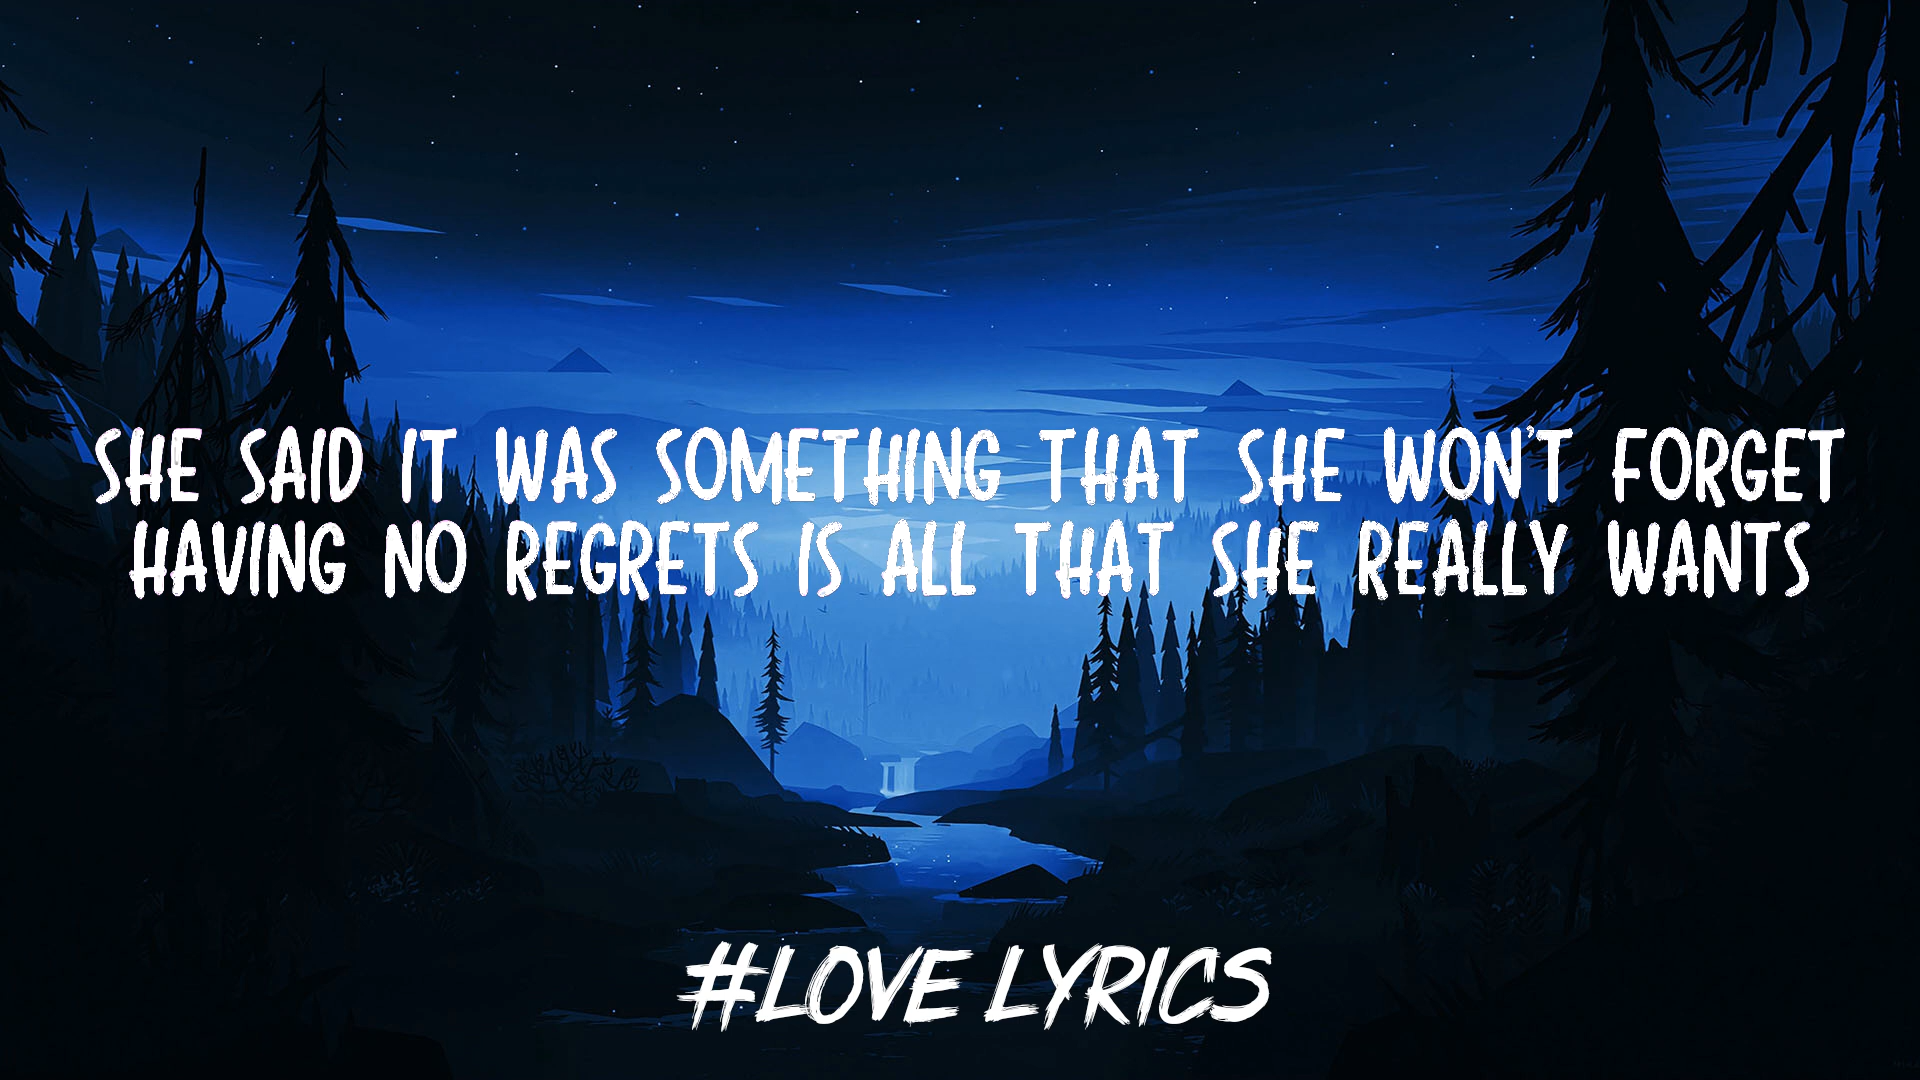 SHE SAID IT WAS SOMETHING THAT SHE WON'T FORGET
HAVING NO REGRETS IS ALL THAT SHE REALLY WANTS
#LOVE LYRICS